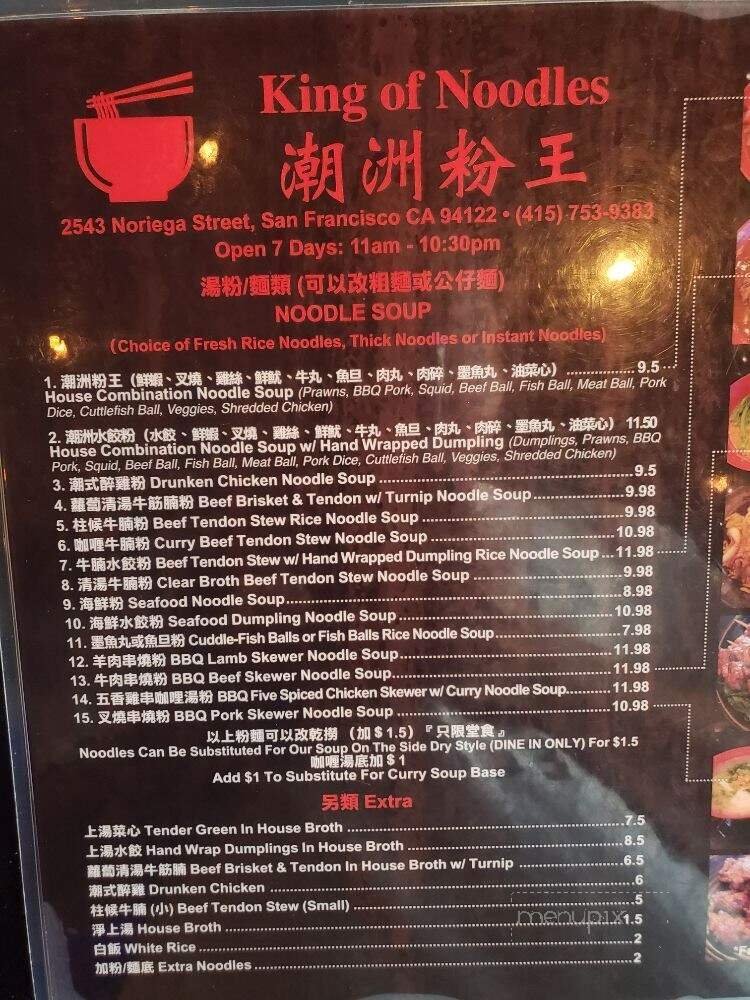 King of Noodles
潮洲粉王
2543 Noriega Street, San Francisco CA 94122 • (415) 753-9383
Open 7 Days: 11am - 10:30pm
湯粉/麵類 (可以改粗麵或公仔麵)
NOODLE SOUP
(Choice of Fresh Rice Noodles, Thick Noodles or Instant Noodles)
1. 潮洲粉王 (鮮蝦、叉燒、雞絲、鮮魷、牛丸、魚旦、肉丸、肉碎、墨魚丸、油菜心) ....................9.5
House Combination Noodle Soup (Prawns, BBQ Pork, Squid, Beef Ball, Fish Ball, Meat Ball, Pork
Dice, Cuttlefish Ball, Veggies, Shredded Chicken)
2. 潮洲水餃粉 (水餃、鮮蝦、叉燒、雞絲、鮮魷、牛丸、魚旦、肉丸、肉碎、墨魚丸、油菜心) 11.50
House Combination Noodle Soup w/ Hand Wrapped Dumpling (Dumplings, Prawns, BBQ
Pork, Squid, Beef Ball, Fish Ball, Meat Ball, Pork Dice, Cuttlefish Ball, Veggies, Shredded Chicken)
3. 潮式醉雞粉 Drunken Chicken Noodle Soup ....................9.5
4. 蘿蔔清湯牛筋腩粉 Beef Brisket & Tendon w/ Turnip Noodle Soup....................9.98
5. 柱候牛腩粉 Beef Tendon Stew Rice Noodle Soup ....................9.98
6. 咖喱牛腩粉 Curry Beef Tendon Stew Noodle Soup ....................10.98
7. 牛腩水餃粉 Beef Tendon Stew w/ Hand Wrapped Dumpling Rice Noodle Soup...11.98
8. 清湯牛腩粉 Clear Broth Beef Tendon Stew Noodle Soup ....................9.98
9. 海鮮粉 Seafood Noodle Soup....................8.98
10. 海鮮水餃粉 Seafood Dumpling Noodle Soup....................10.98
11. 墨魚丸或魚旦粉 Cuddle-Fish Balls or Fish Balls Rice Noodle Soup....................7.98
12. 羊肉串燒粉 BBQ Lamb Skewer Noodle Soup....................11.98
13. 牛肉串燒粉 BBQ Beef Skewer Noodle Soup....................11.98
14. 五香雞串咖喱湯粉 BBQ Five Spiced Chicken Skewer w/ Curry Noodle Soup..........11.98
15. 叉燒串燒粉 BBQ Pork Skewer Noodle Soup ....................10.98
以上粉麵可以改乾撈 (加$1.5)『只限堂食』
Noodles Can Be Substituted For Our Soup On The Side Dry Style (DINE IN ONLY) For $1.5
咖喱湯底加$1
Add $1 To Substitute For Curry Soup Base
另類 Extra
上湯菜心 Tender Green In House Broth ....................7.5
上湯水餃 Hand Wrap Dumplings In House Broth ....................8.5
蘿蔔清湯牛筋腩 Beef Brisket & Tendon In House Broth w/ Turnip ....................6.5
潮式醉雞 Drunken Chicken ....................6
柱候牛腩 (小) Beef Tendon Stew (Small)....................5
淨上湯 House Broth ....................1.5
白飯 White Rice ....................2
加粉/麵底 Extra Noodles....................2
menupix